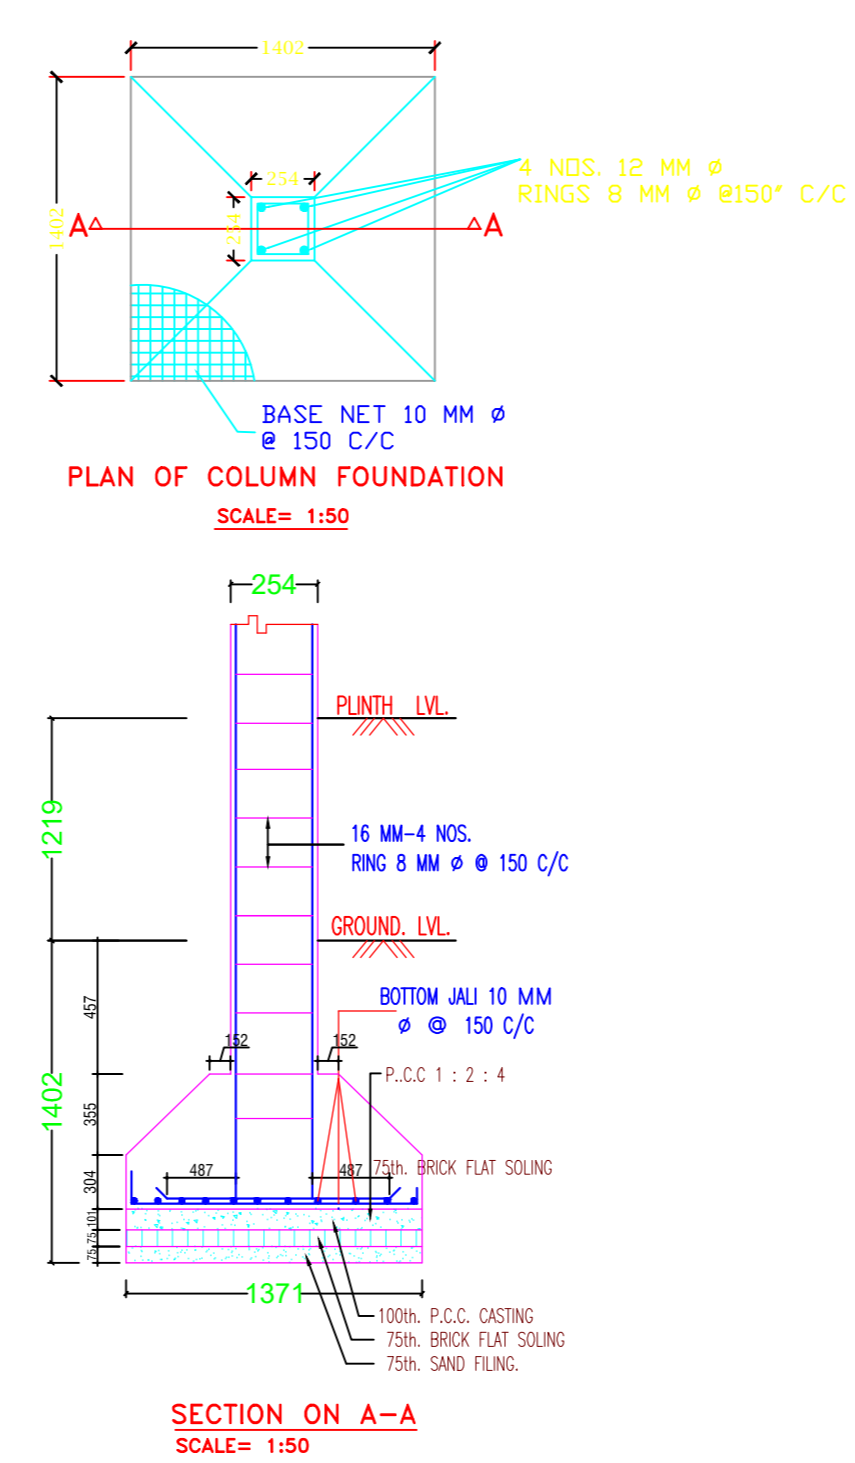 1402
254
4 NOS. 12 MM Ø
RINGS 8 MM Ø @150" C/C
1402
254
A
A
BASE NET 10 MM Ø
@ 150 C/C
PLAN OF COLUMN FOUNDATION
SCALE= 1:50
254
PLINTH LVL.
1219
16 MM-4 NOS.
RING 8 MM Ø @ 150 C/C
GROUND. LVL.
457
BOTTOM JALI 10 MM
Ø @ 150 C/C
152
152
P..C.C 1 : 2 : 4
1402
355
487
487
75th. BRICK FLAT SOLING
304
101
75
75
1371
100th. P.C.C. CASTING
75th. BRICK FLAT SOLING
75th. SAND FILING.
SECTION ON A-A
SCALE= 1:50